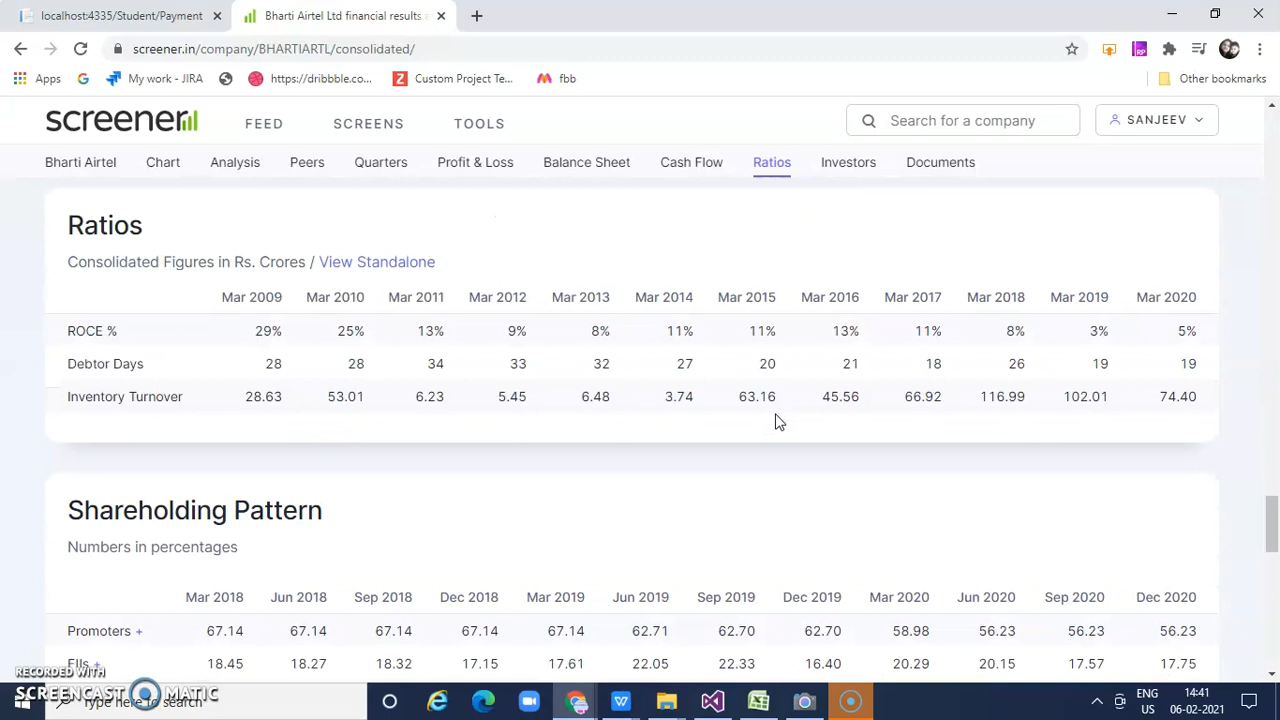 localhost:4335/Student/Payment
Bharti Airtel Ltd financial results a
screener.in/company/BHARTIARTL/consolidated/
Apps My work - JIRA https://dribbble.co... Custom Project Te... fbb Other bookmarks
screener FEED SCREENS TOOLS Search for a company SANJEEV
Bharti Airtel Chart Analysis Peers Quarters Profit & Loss Balance Sheet Cash Flow Ratios Investors Documents
Ratios
Consolidated Figures in Rs. Crores / View Standalone
Mar 2009 Mar 2010 Mar 2011 Mar 2012 Mar 2013 Mar 2014 Mar 2015 Mar 2016 Mar 2017 Mar 2018 Mar 2019 Mar 2020
ROCE % 29% 25% 13% 9% 8% 11% 11% 13% 11% 8% 3% 5%
Debtor Days 28 28 34 33 32 27 20 21 18 26 19 19
Inventory Turnover 28.63 53.01 6.23 5.45 6.48 3.74 63.16 45.56 66.92 116.99 102.01 74.40
Shareholding Pattern
Numbers in percentages
Mar 2018 Jun 2018 Sep 2018 Dec 2018 Mar 2019 Jun 2019 Sep 2019 Dec 2019 Mar 2020 Jun 2020 Sep 2020 Dec 2020
Promoters + 67.14 67.14 67.14 67.14 67.14 62.71 62.70 62.70 58.98 56.23 56.23 56.23
FIIs + 18.45 18.27 18.32 17.15 17.61 22.05 22.33 16.40 20.29 20.15 17.57 17.75
RECORDED WITH
SCREENCAST MATIC
Type here to search
ENG 14:41
US 06-02-2021